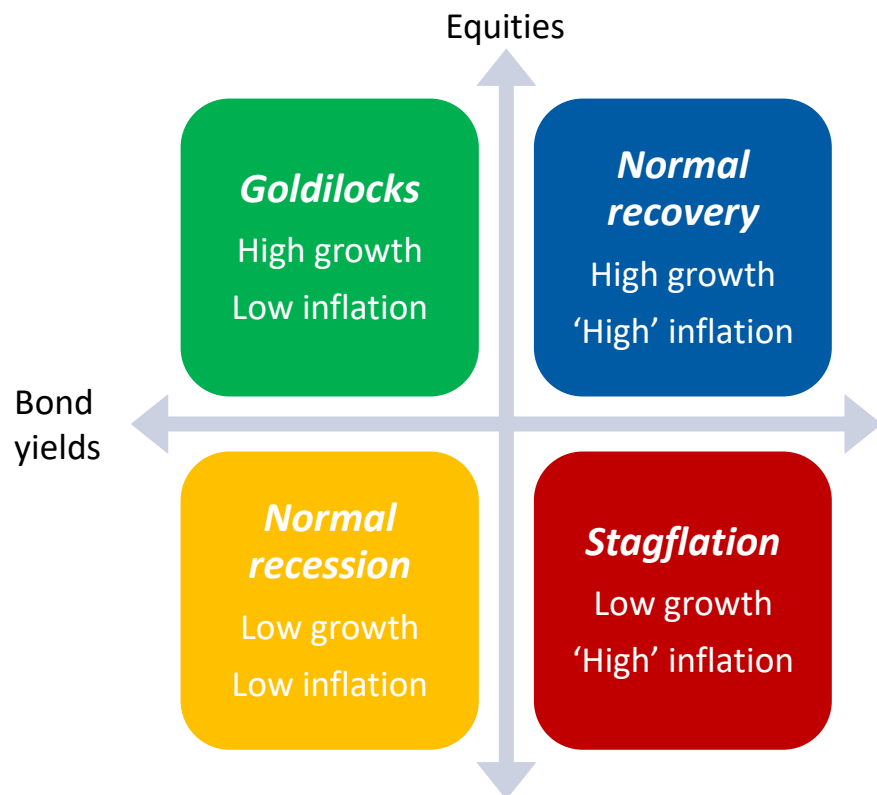 Equities
Goldilocks
High growth
Low inflation
Normal
recovery
High growth
‘High’ inflation
Bond
yields
Normal
recession
Low growth
Low inflation
Stagflation
Low growth
‘High’ inflation